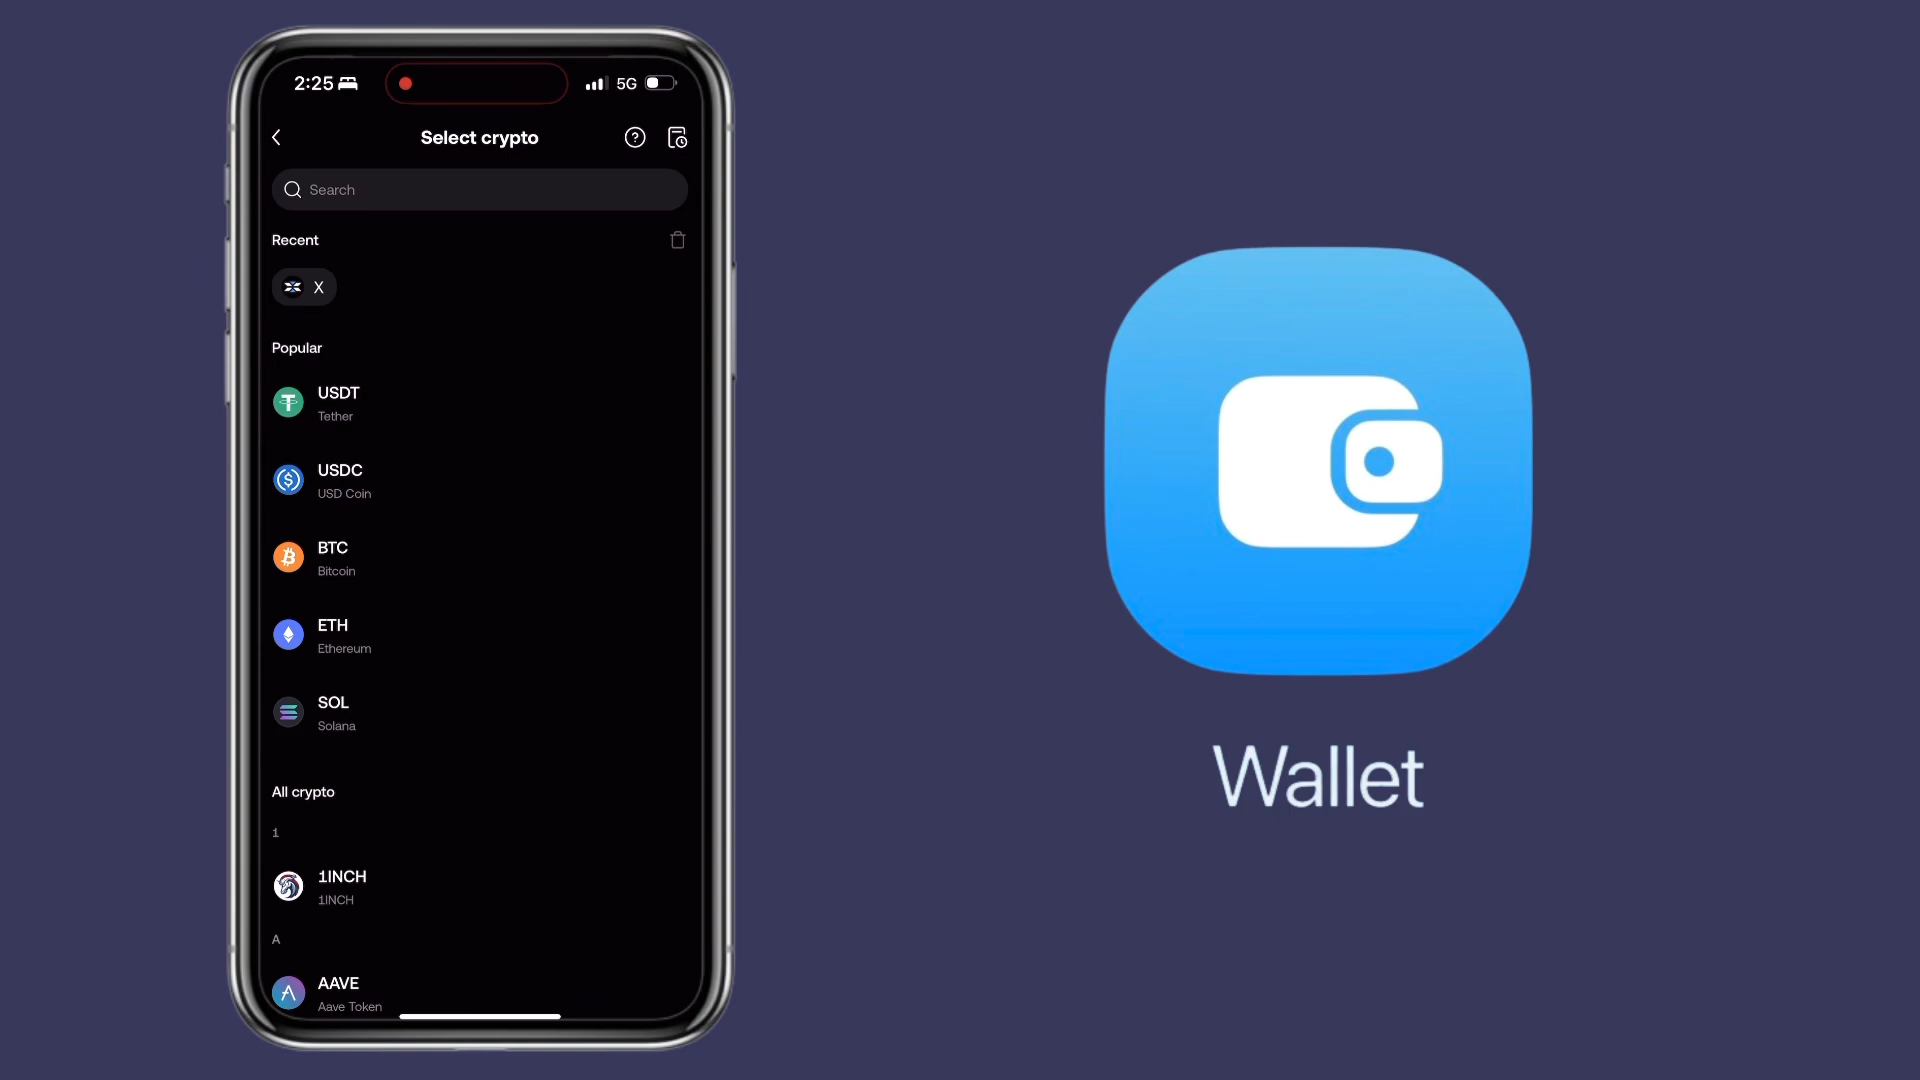 2:25
5G
Select crypto
Search
Recent
X
Popular
USDT
Tether
USDC
USD Coin
BTC
Bitcoin
ETH
Ethereum
SOL
Solana
All crypto
1
1INCH
1INCH
A
AAVE
Aave Token
Wallet